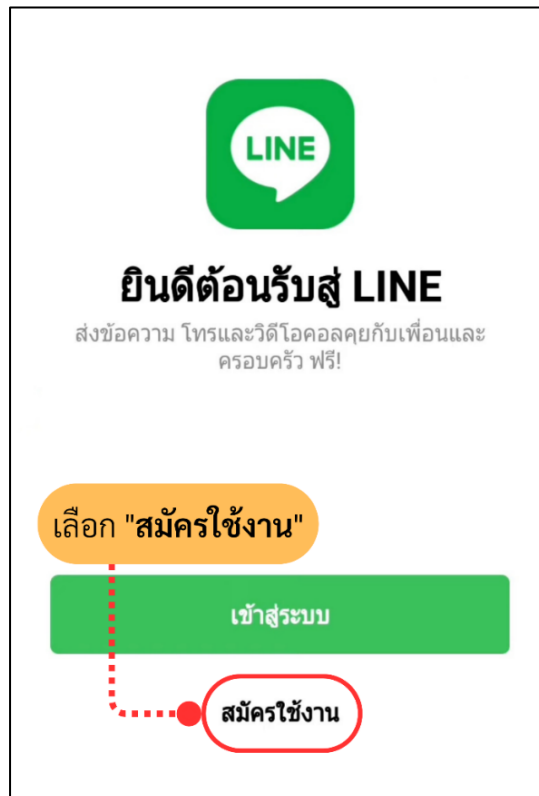 LINE
ยินดีต้อนรับสู่ LINE
ส่งข้อความ โทรและวิดีโอคอลคุยกับเพื่อนและ
ครอบครัว ฟรี!
เลือก "สมัครใช้งาน"
เข้าสู่ระบบ
สมัครใช้งาน